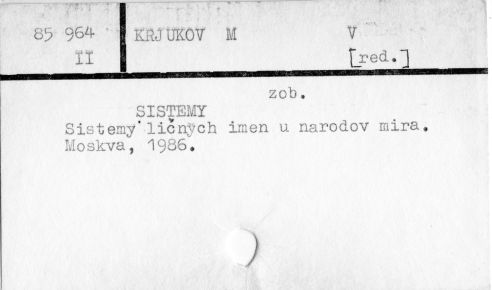 85 964 KRJUKOV M V
II [red.]
zob.
SISTEMY
Sistemy ličnych imen u narodov mira.
Moskva, 1986.